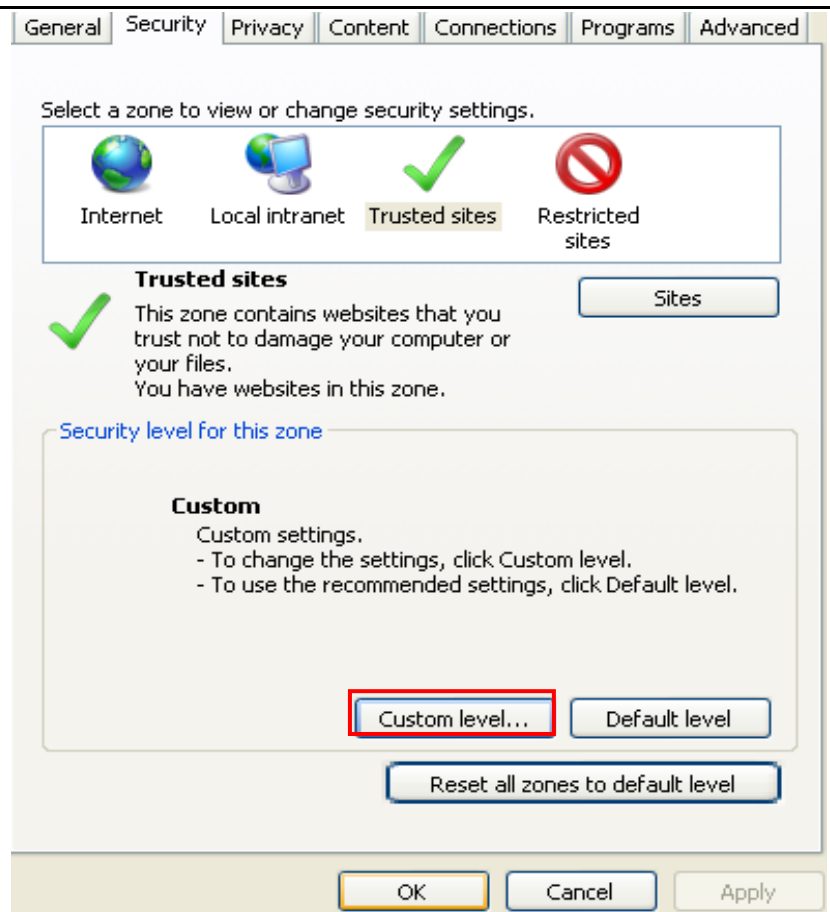 General Security Privacy Content Connections Programs Advanced
Select a zone to view or change security settings.
Internet Local intranet Trusted sites Restricted sites
Trusted sites
Sites
This zone contains websites that you
trust not to damage your computer or
your files.
You have websites in this zone.
Security level for this zone
Custom
Custom settings.
- To change the settings, click Custom level.
- To use the recommended settings, click Default level.
Custom level... Default level
Reset all zones to default level
OK Cancel Apply